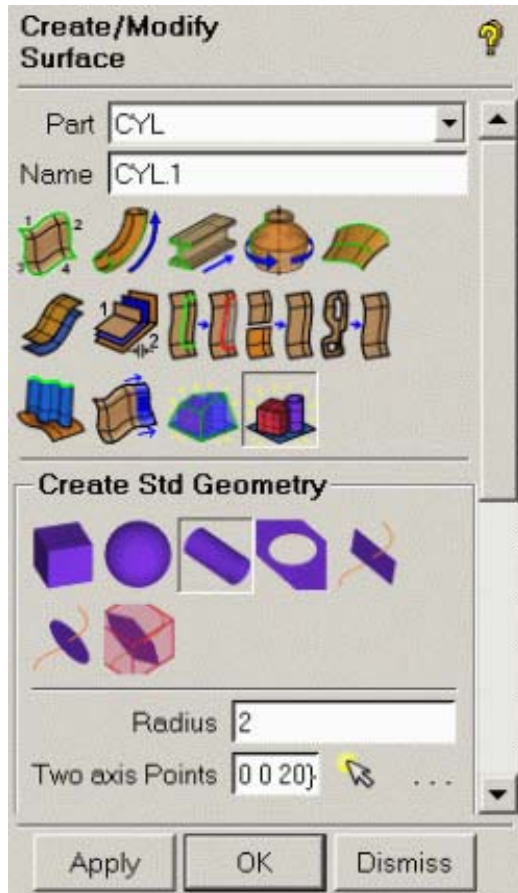 Create/Modify
Surface
Part CYL
Name CYL.1
1 2
3 4
1 2
Create Std Geometry
Radius 2
Two axis Points 0 0 20} ...
Apply OK Dismiss